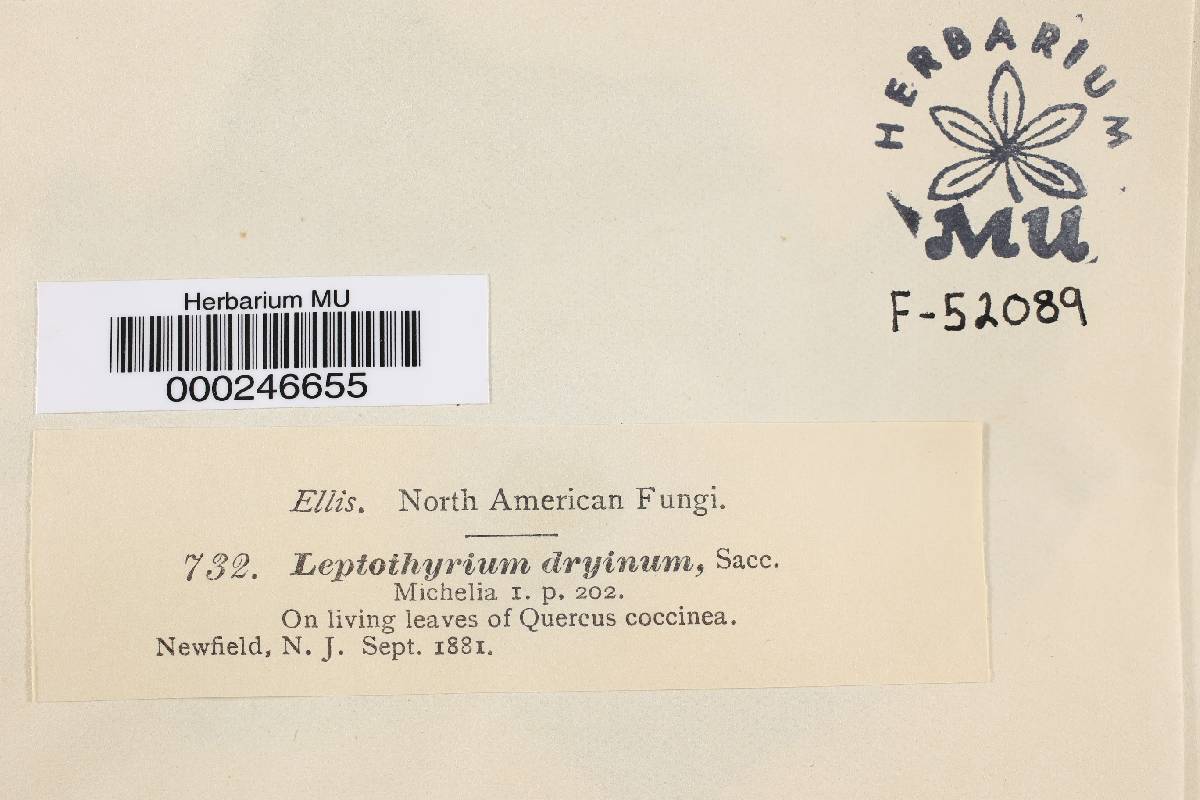 HERBARIUM
MU
F-52089
Herbarium MU
000246655
Ellis. North American Fungi.
732. Leptothyrium dryinum, Sacc.
Michelia 1. p. 202.
On living leaves of Quercus coccinea.
Newfield, N. J. Sept. 1881.